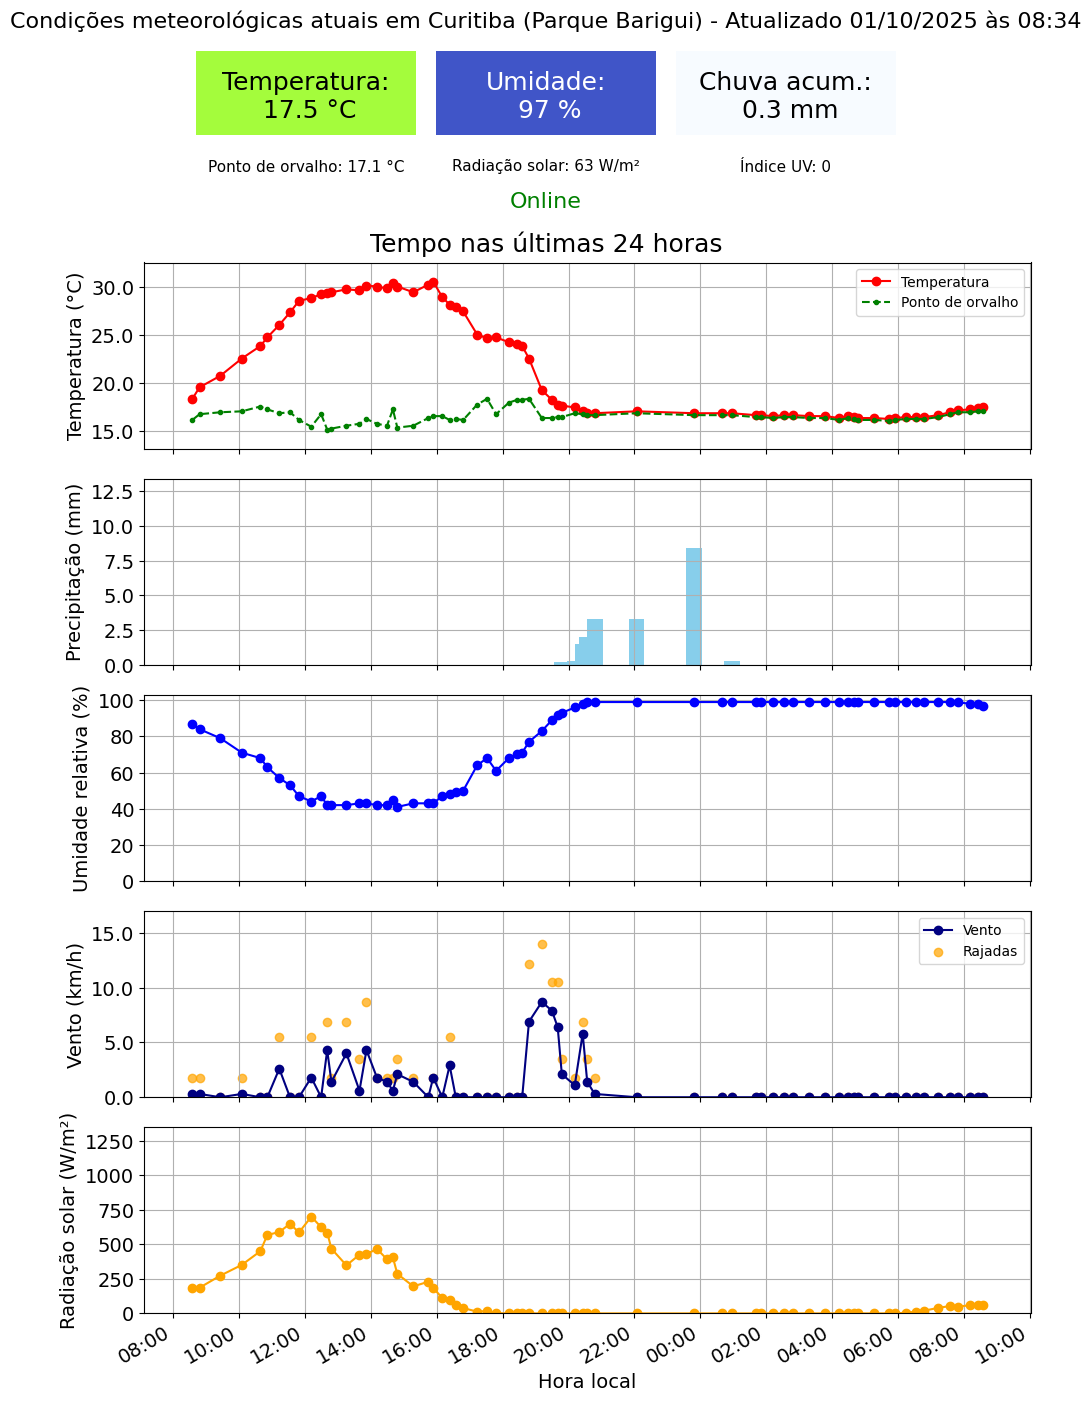 Condições meteorológicas atuais em Curitiba (Parque Barigui) - Atualizado 01/10/2025 às 08:34
Temperatura:
17.5 °C
Umidade:
97 %
Chuva acum.:
0.3 mm
Ponto de orvalho: 17.1 °C
Radiação solar: 63 W/m²
Índice UV: 0
Online
Tempo nas últimas 24 horas
Temperatura (°C)
30.0
25.0
20.0
15.0
Temperatura
Ponto de orvalho
Precipitação (mm)
12.5
10.0
7.5
5.0
2.5
0.0
Umidade relativa (%)
100
80
60
40
20
0
Vento (km/h)
15.0
10.0
5.0
0.0
Vento
Rajadas
Radiação solar (W/m²)
1250
1000
750
500
250
0
08:00
10:00
12:00
14:00
16:00
18:00
20:00
22:00
00:00
02:00
04:00
06:00
08:00
10:00
Hora local